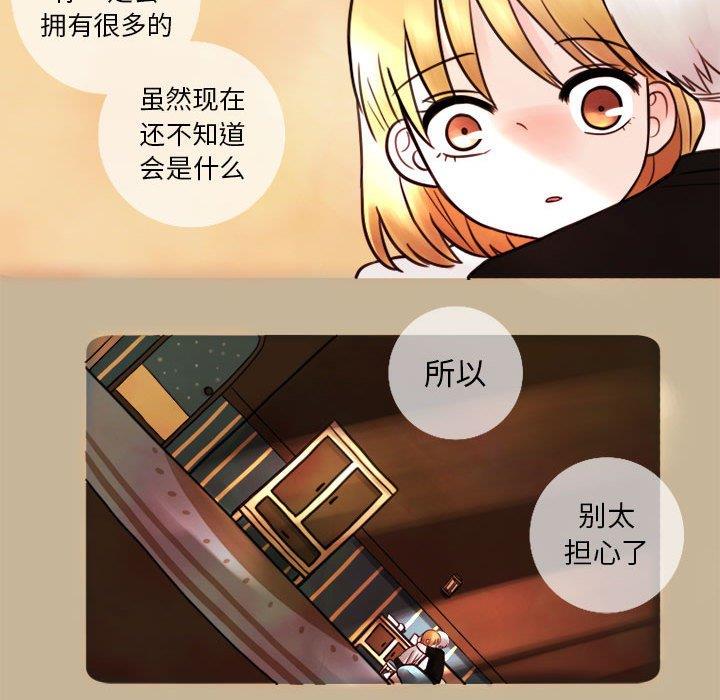 拥有很多的
虽然现在
还不知道
会是什么
所以
别太
担心了